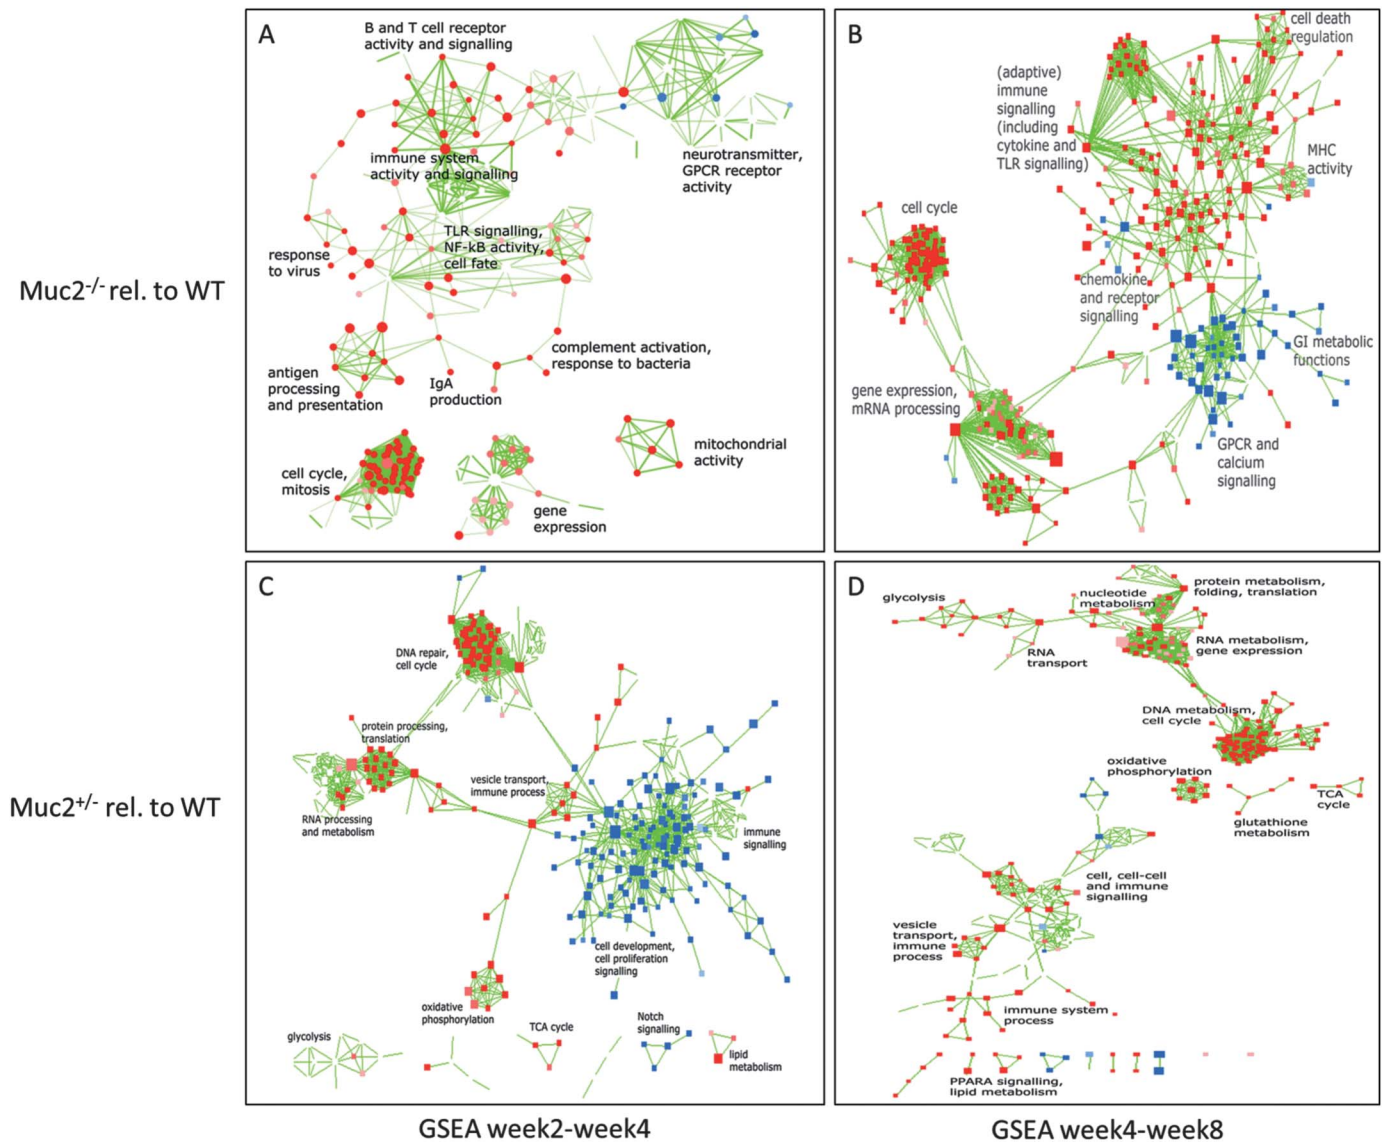 A
B and T cell receptor
activity and signalling
immune system
activity and signalling
neurotransmitter,
GPCR receptor
activity
TLR signalling,
NF-kB activity,
cell fate
response
to virus
complement activation,
response to bacteria
antigen
processing
and presentation
IgA
production
mitochondrial
activity
cell cycle,
mitosis
gene
expression
B
cell death
regulation
(adaptive)
immune
signalling
(including
cytokine and
TLR signalling)
MHC
activity
cell cycle
chemokine
and receptor
signalling
GI metabolic
functions
gene expression,
mRNA processing
GPCR and
calcium
signalling
Muc2-/- rel. to WT
C
DNA repair,
cell cycle
protein processing,
translation
vesicle transport,
immune process
RNA processing
and metabolism
immune
signalling
cell development,
cell proliferation
signalling
oxidative
phosphorylation
glycolysis
TCA cycle
Notch
signalling
lipid
metabolism
D
glycolysis
nucleotide
metabolism
protein metabolism,
folding, translation
RNA
transport
RNA metabolism,
gene expression
DNA metabolism,
cell cycle
oxidative
phosphorylation
TCA
cycle
glutathione
metabolism
cell, cell-cell
and immune
signalling
vesicle
transport,
immune
process
immune system
process
PPARA signalling,
lipid metabolism
Muc2+/- rel. to WT
GSEA week2-week4
GSEA week4-week8